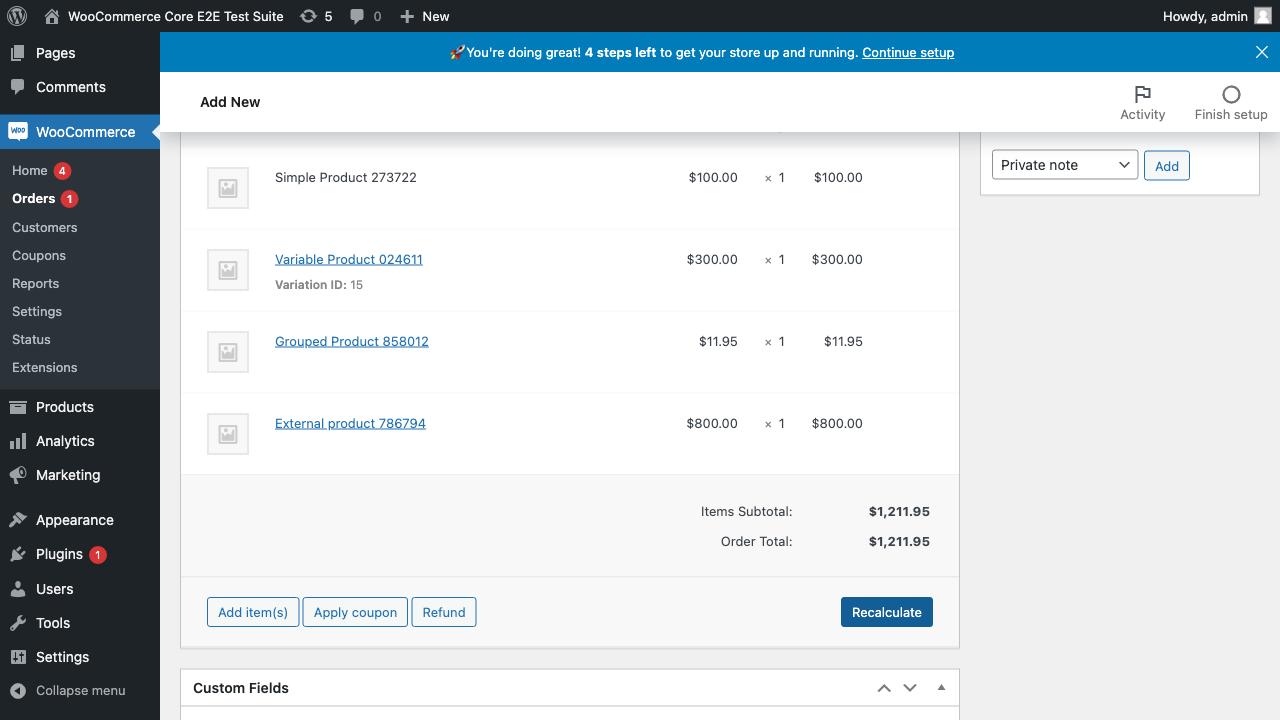 WooCommerce Core E2E Test Suite 5 0 New Howdy, admin
🚀You're doing great! 4 steps left to get your store up and running. Continue setup
Add New
Activity
Finish setup
Pages
Comments
WOO WooCommerce
Home 4
Orders 1
Customers
Coupons
Reports
Settings
Status
Extensions
Products
Analytics
Marketing
Appearance
Plugins 1
Users
Tools
Settings
Collapse menu
Simple Product 273722 $100.00 × 1 $100.00
Variable Product 024611 $300.00 × 1 $300.00
Variation ID: 15
Grouped Product 858012 $11.95 × 1 $11.95
External product 786794 $800.00 × 1 $800.00
Items Subtotal: $1,211.95
Order Total: $1,211.95
Add item(s) Apply coupon Refund Recalculate
Custom Fields
Private note Add